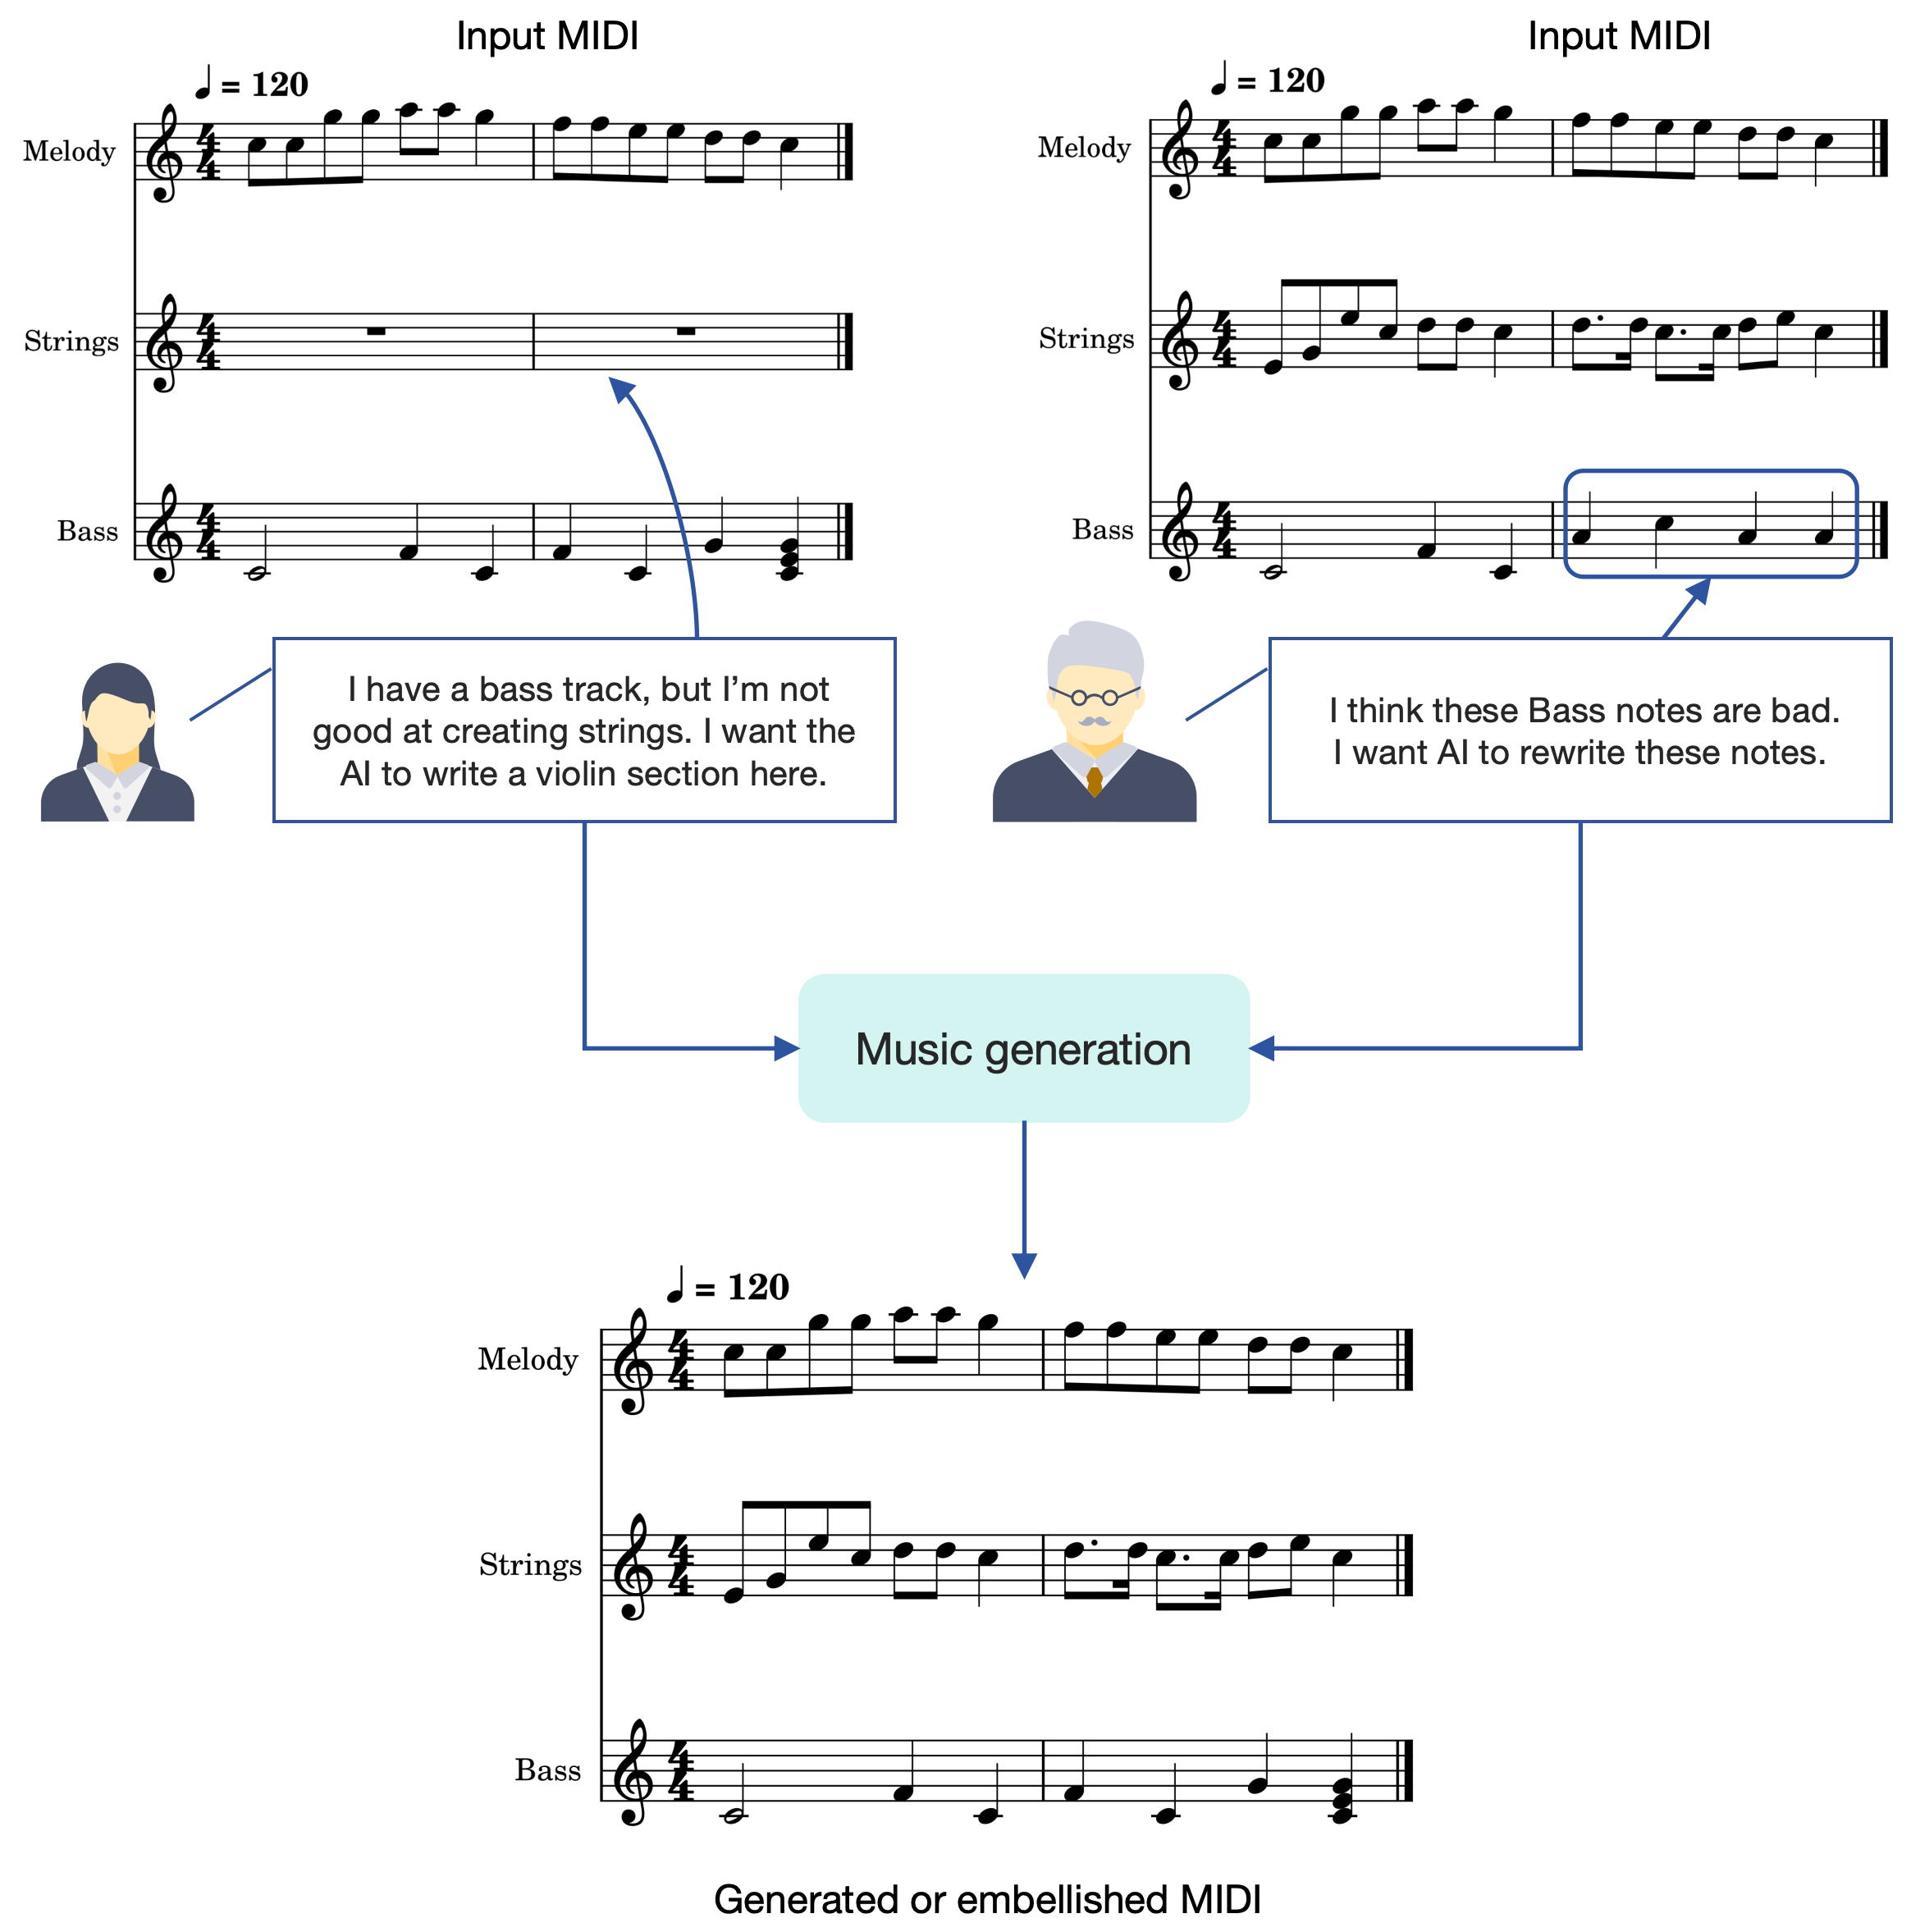 Input MIDI
= 120
Melody
Strings
Bass
Input MIDI
= 120
Melody
Strings
Bass
I have a bass track, but I’m not
good at creating strings. I want the
AI to write a violin section here.
I think these Bass notes are bad.
I want AI to rewrite these notes.
Music generation
= 120
Melody
Strings
Bass
Generated or embellished MIDI